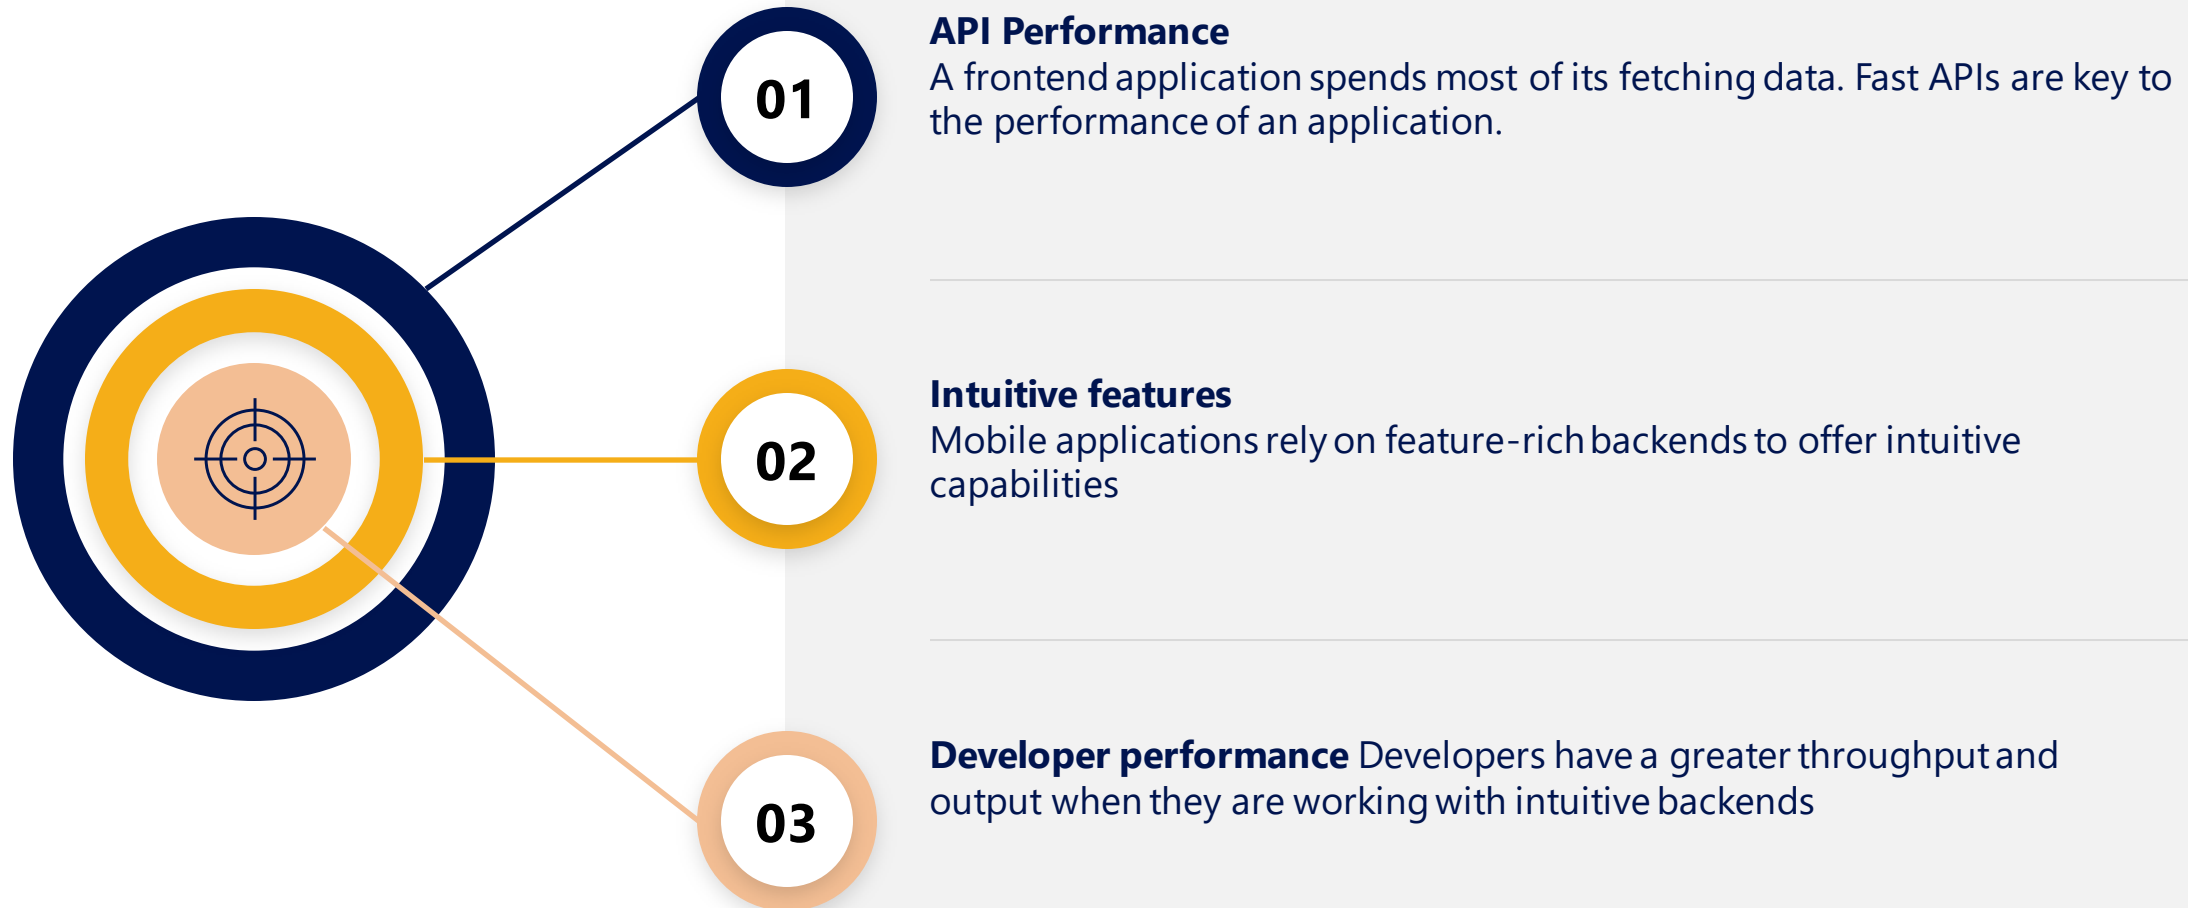 01
API Performance
A frontend application spends most of its fetching data. Fast APIs are key to
the performance of an application.
02
Intuitive features
Mobile applications rely on feature-rich backends to offer intuitive
capabilities
03
Developer performance Developers have a greater throughput and
output when they are working with intuitive backends